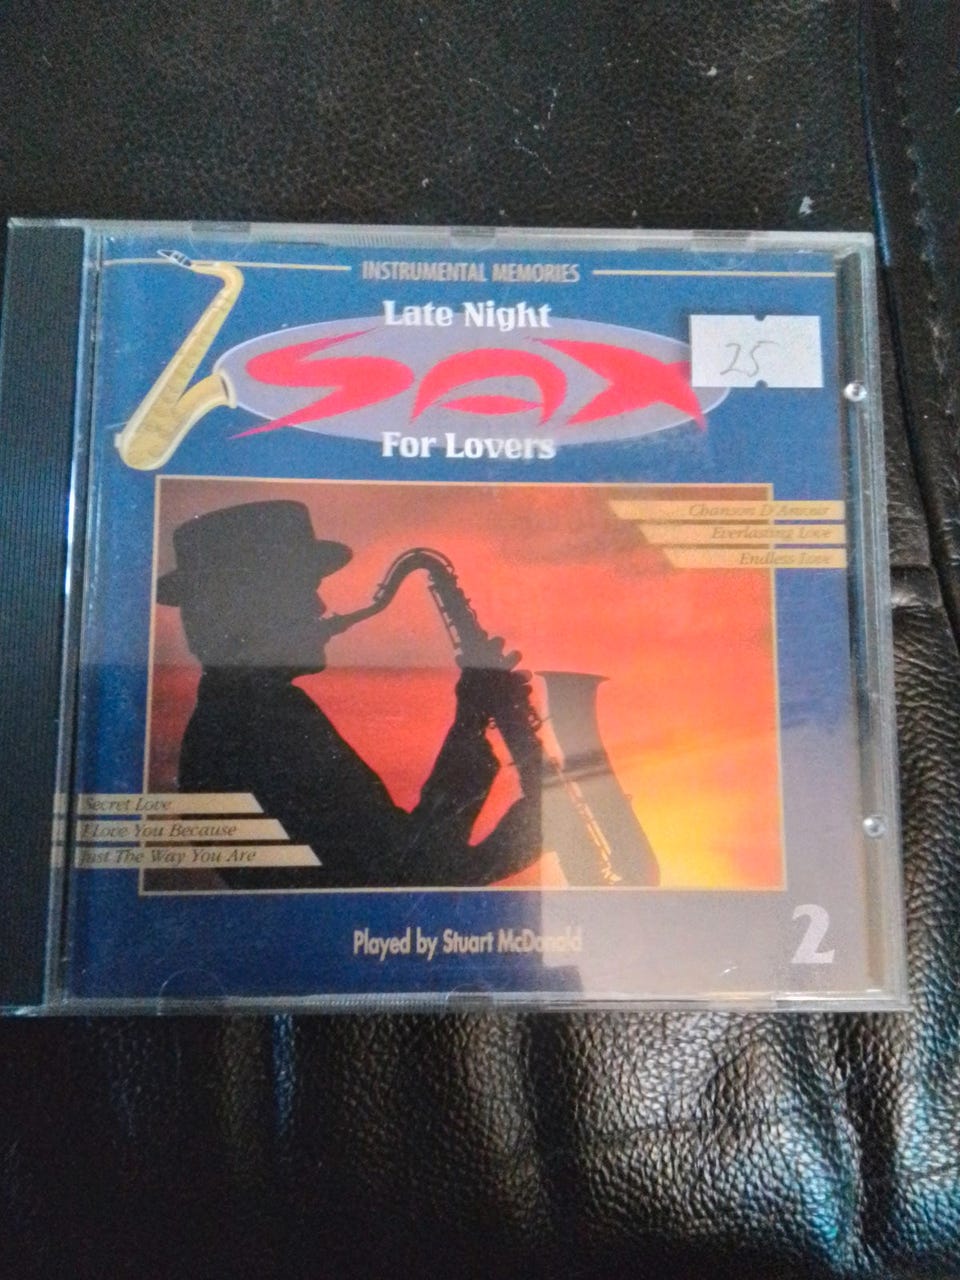 INSTRUMENTAL MEMORIES
Late Night
SAX
For Lovers
25
Chanson D'Amour
Everlasting Love
Endless Love
Secret Love
I Love You Because
Just The Way You Are
Played by Stuart McDonald
2